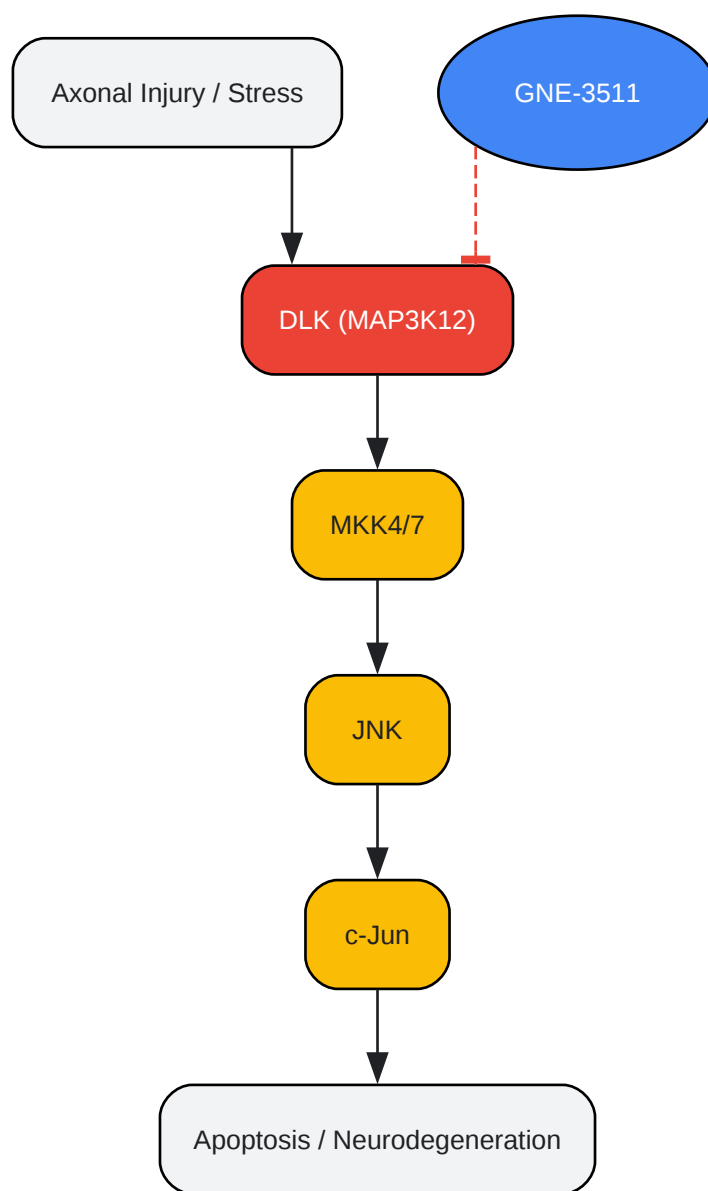 Axonal Injury / Stress
GNE-3511
DLK (MAP3K12)
MKK4/7
JNK
c-Jun
Apoptosis / Neurodegeneration